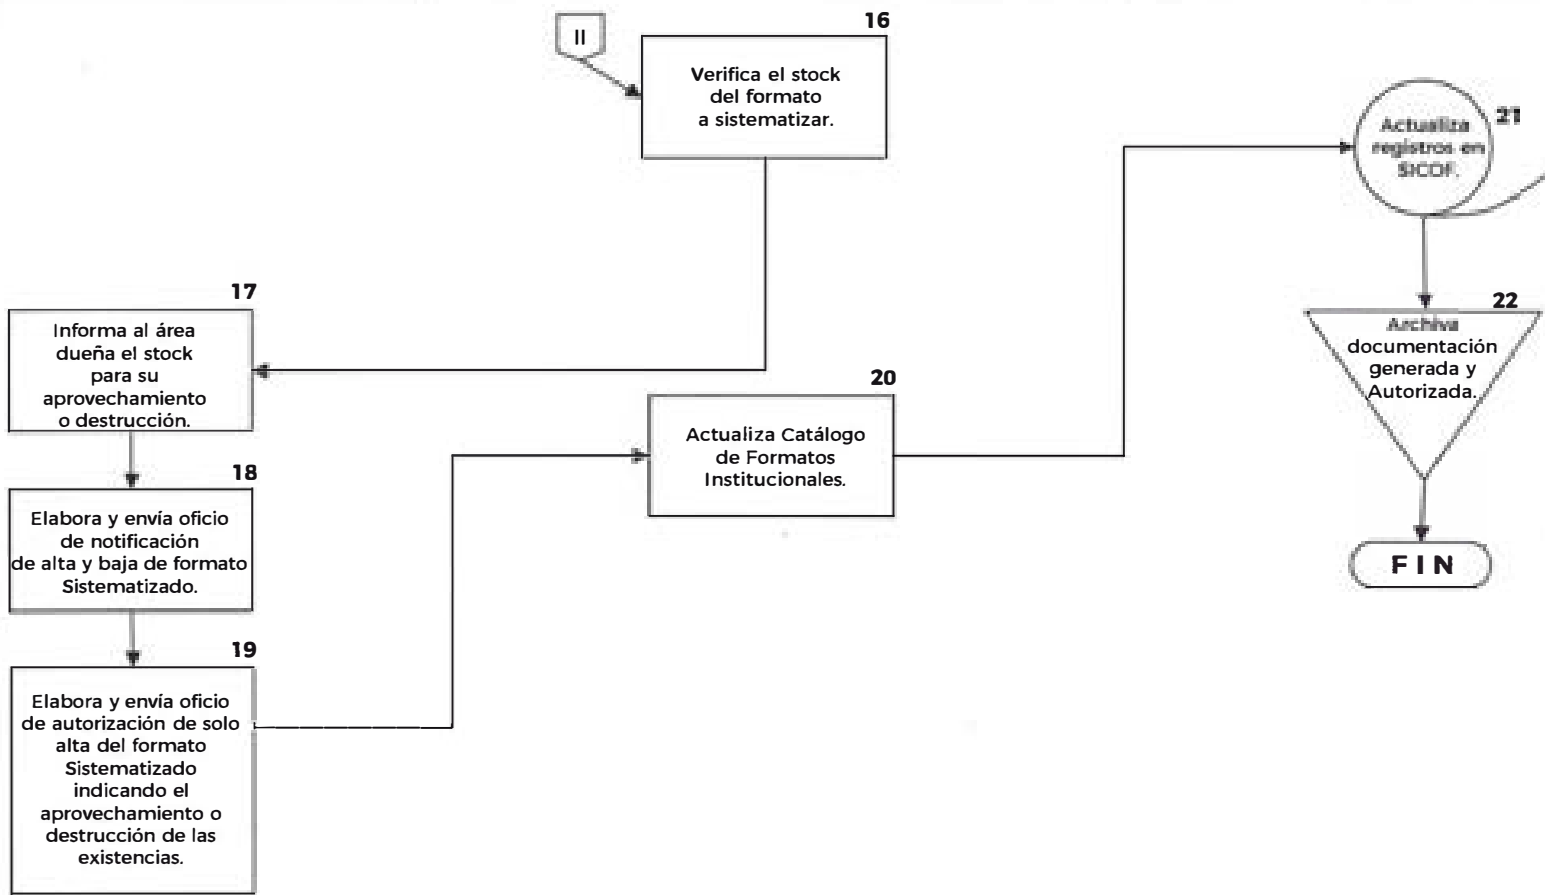 II
16
Verifica el stock
del formato
a sistematizar.
17
Informa al área
dueña el stock
para su
aprovechamiento
o destrucción.
18
Elabora y envía oficio
de notificación
de alta y baja de formato
Sistematizado.
19
Elabora y envía oficio
de autorización de solo
alta del formato
Sistematizado
indicando el
aprovechamiento o
destrucción de las
existencias.
20
Actualiza Catálogo
de Formatos
Institucionales.
21
Actualiza
registros en
SICOF.
22
Archiva
documentación
generada y
Autorizada.
FIN